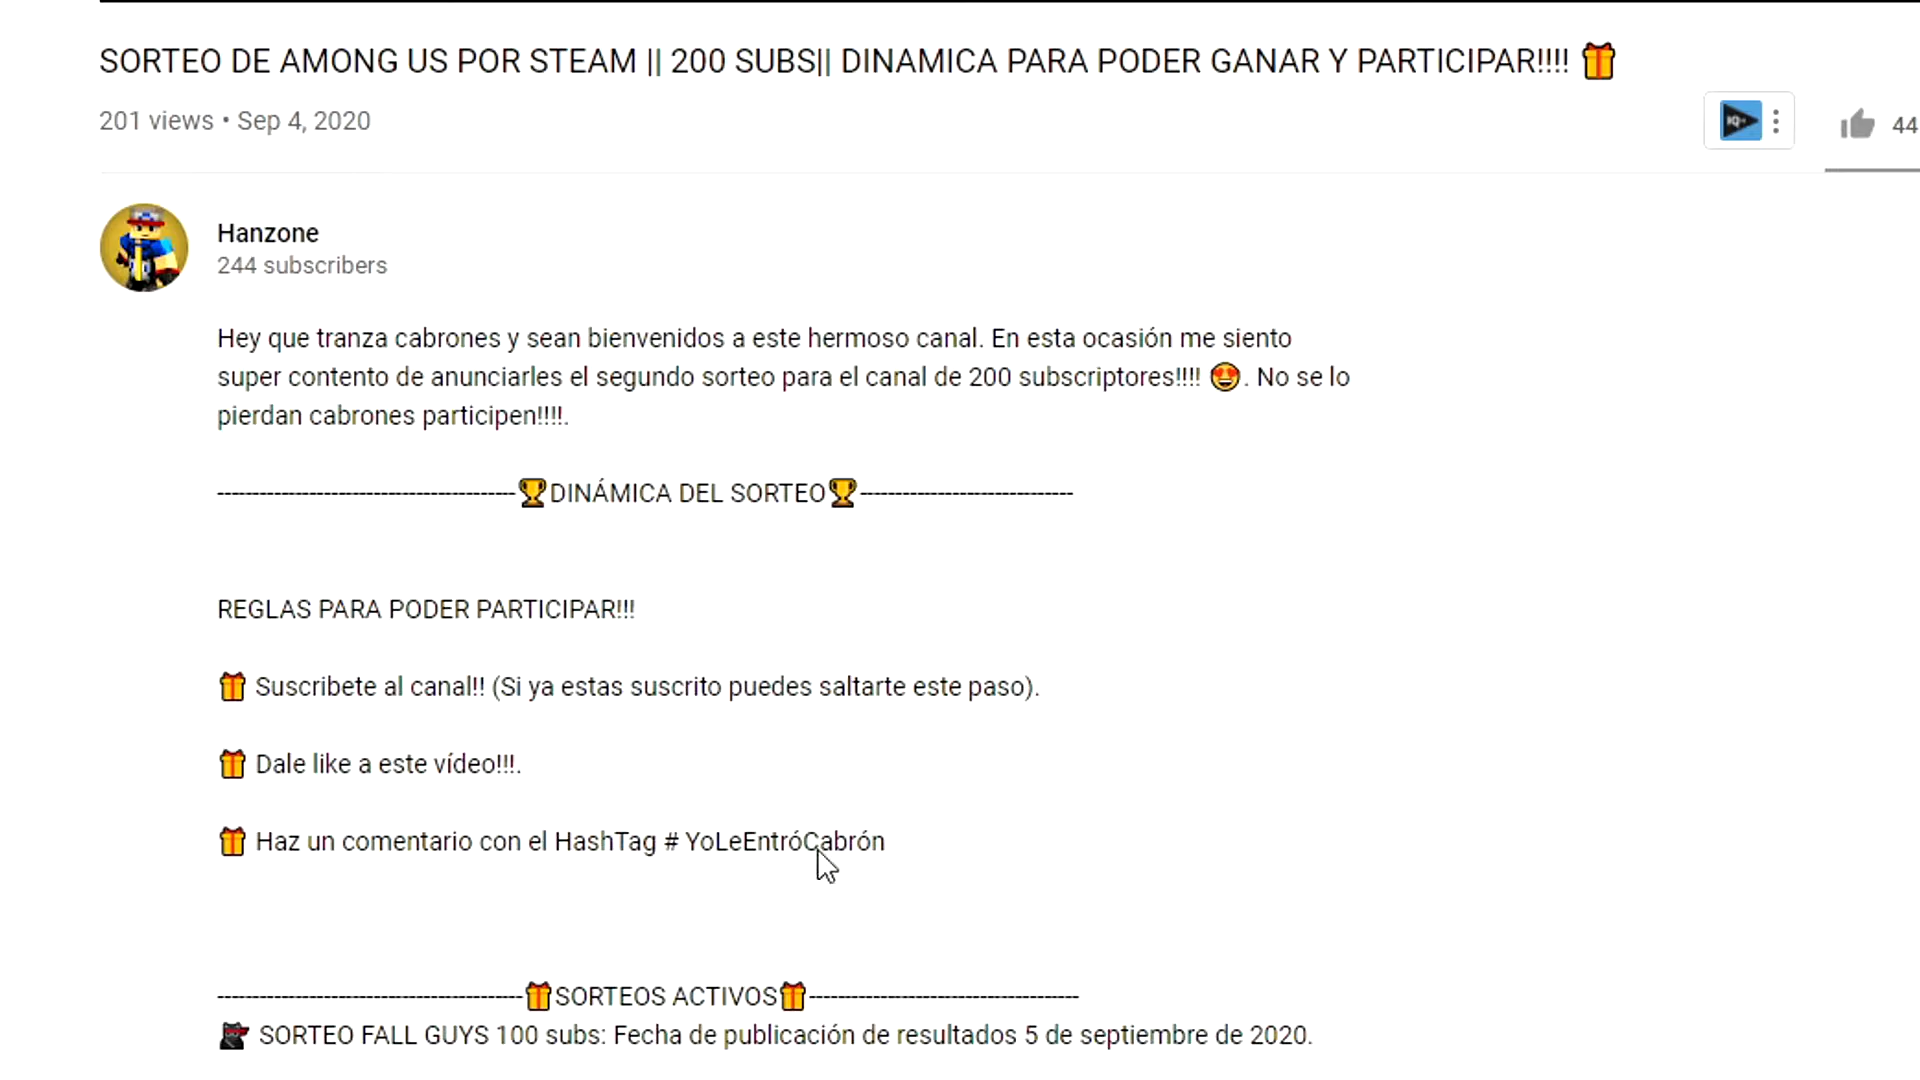 SORTEO DE AMONG US POR STEAM || 200 SUBS|| DINAMICA PARA PODER GANAR Y PARTICIPAR!!!! 🎁
201 views • Sep 4, 2020
IQ
44
Hanzone
244 subscribers
Hey que tranza cabrones y sean bienvenidos a este hermoso canal. En esta ocasión me siento
super contento de anunciarles el segundo sorteo para el canal de 200 subscriptores!!!! 😍. No se lo
pierdan cabrones participen!!!!.
------------------------------------------🏆DINÁMICA DEL SORTEO🏆------------------------------
REGLAS PARA PODER PARTICIPAR!!!
🎁 Suscribete al canal!! (Si ya estas suscrito puedes saltarte este paso).
🎁 Dale like a este vídeo!!!.
🎁 Haz un comentario con el HashTag # YoLeEntróCabrón
-------------------------------------------🎁SORTEOS ACTIVOS🎁--------------------------------------
🐱‍👤 SORTEO FALL GUYS 100 subs: Fecha de publicación de resultados 5 de septiembre de 2020.